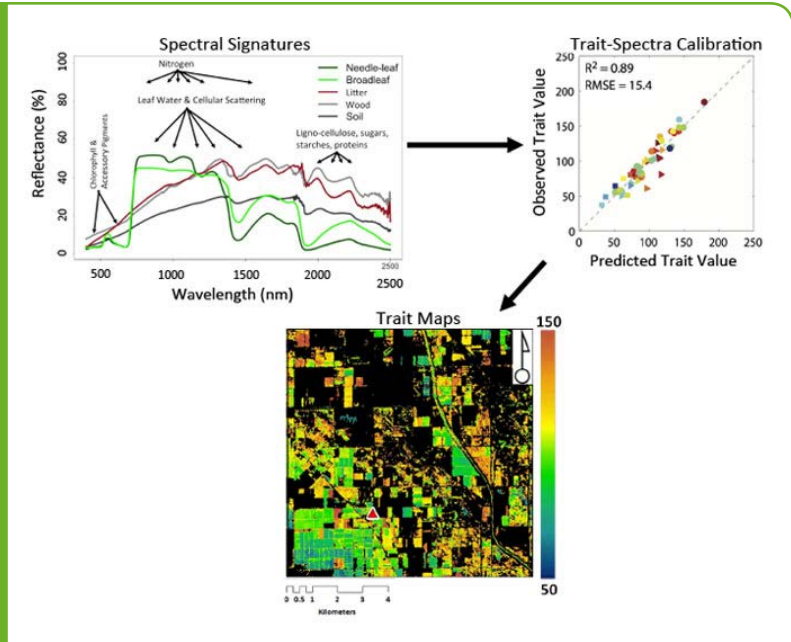 Spectral Signatures
100
80
60
40
20
0
Reflectance (%)
Nitrogen
Leaf Water & Cellular Scattering
Chlorophyll &
Accessory Pigments
Needle-leaf
Broadleaf
Litter
Wood
Soil
Ligno-cellulose, sugars,
starches, proteins
500
1000
1500
2000
2500
2500
Wavelength (nm)
Trait-Spectra Calibration
250
200
150
100
50
0
Observed Trait Value
R² = 0.89
RMSE = 15.4
0 50 100 150 200 250
Predicted Trait Value
Trait Maps
150
50
0 0.5 1 2 3 4
Kilometers